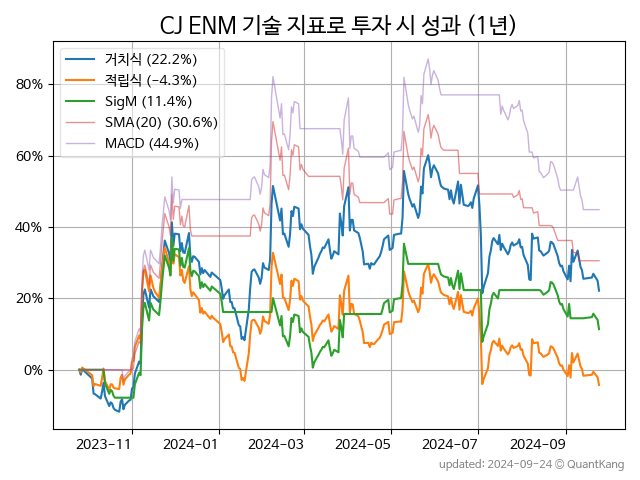 CJ ENM 기술 지표로 투자 시 성과 (1년)
거치식 (22.2%)
적립식 (-4.3%)
SigM (11.4%)
SMA(20) (30.6%)
MACD (44.9%)
80%
60%
40%
20%
0%
2023-11 2024-01 2024-03 2024-05 2024-07 2024-09
updated: 2024-09-24 @ QuantKang